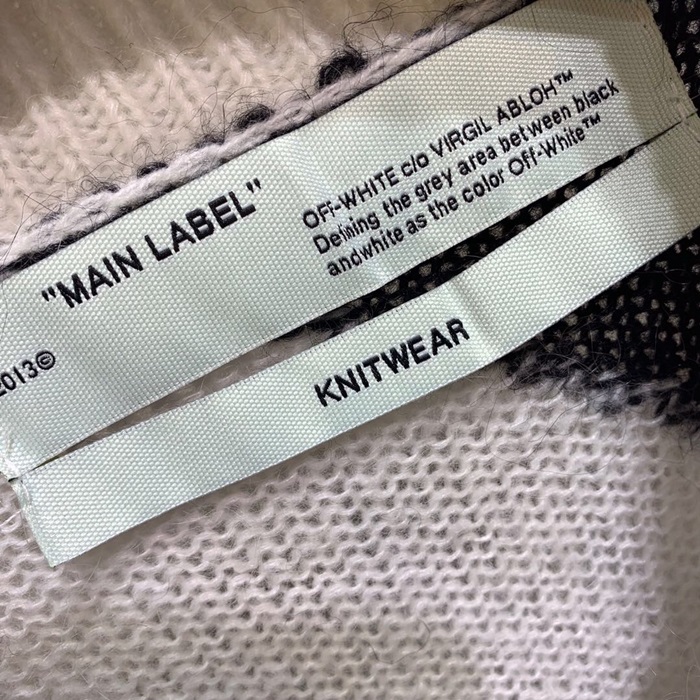 "MAIN LABEL"
OFF-WHITE c/o VIRGIL ABLOH™
Defining the grey area between black
andwhite as the color Off-White™
2013©
KNITWEAR